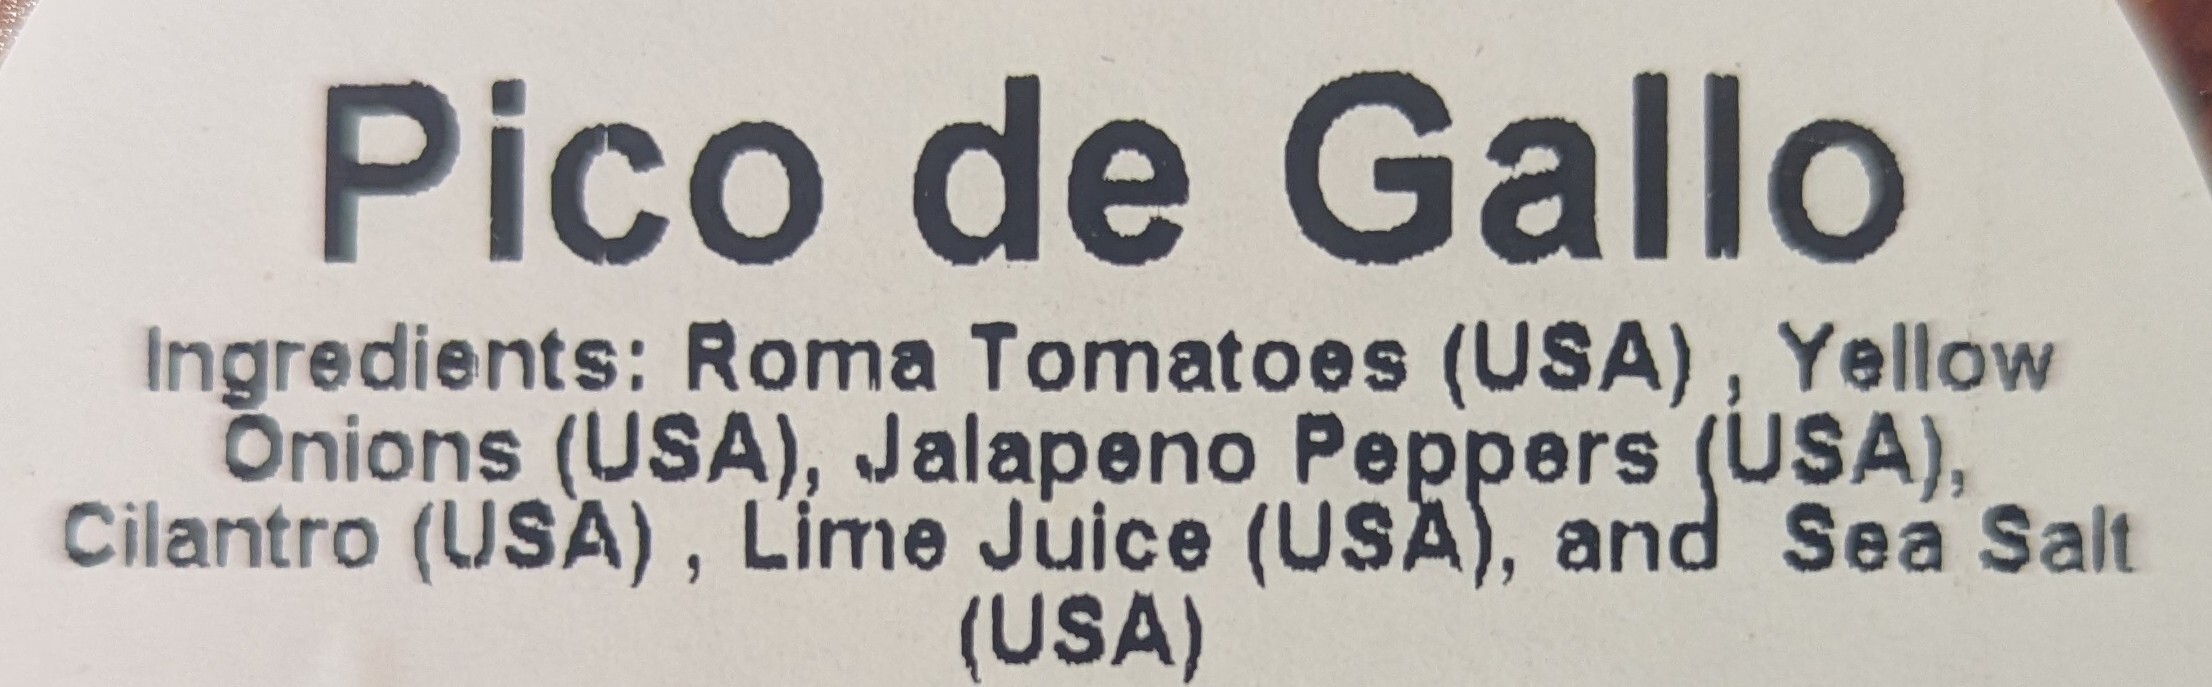 Pico de Gallo
Ingredients: Roma Tomatoes (USA) , Yellow
Onions (USA), Jalapeno Peppers (USA),
Cilantro (USA) , Lime Juice (USA), and  Sea Salt
(USA)